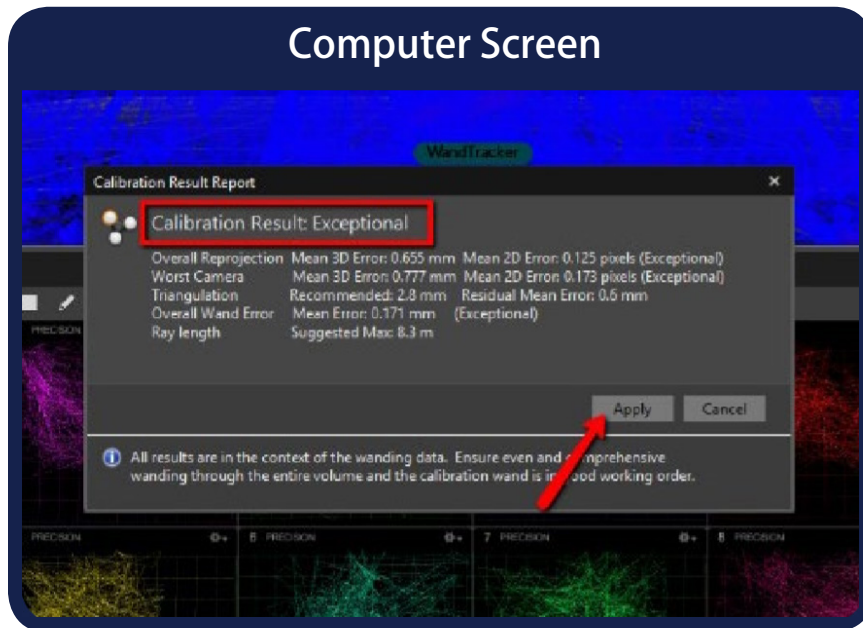 Computer Screen
WandTracker
Calibration Result Report
Calibration Result: Exceptional
Overall Reprojection Mean 3D Error: 0.655 mm Mean 2D Error: 0.125 pixels (Exceptional)
Worst Camera Mean 3D Error: 0.777 mm Mean 2D Error: 0.173 pixels (Exceptional)
Triangulation Recommended: 2.8 mm Residual Mean Error: 0.6 mm
Overall Wand Error Mean Error: 0.171 mm (Exceptional)
Ray length Suggested Max: 8.3 m
PRECISION
Apply Cancel
All results are in the context of the wanding data. Ensure even and comprehensive
wanding through the entire volume and the calibration wand is in good working order.
PRECISION 6 PRECISION 7 PRECISION 8 PRECISION